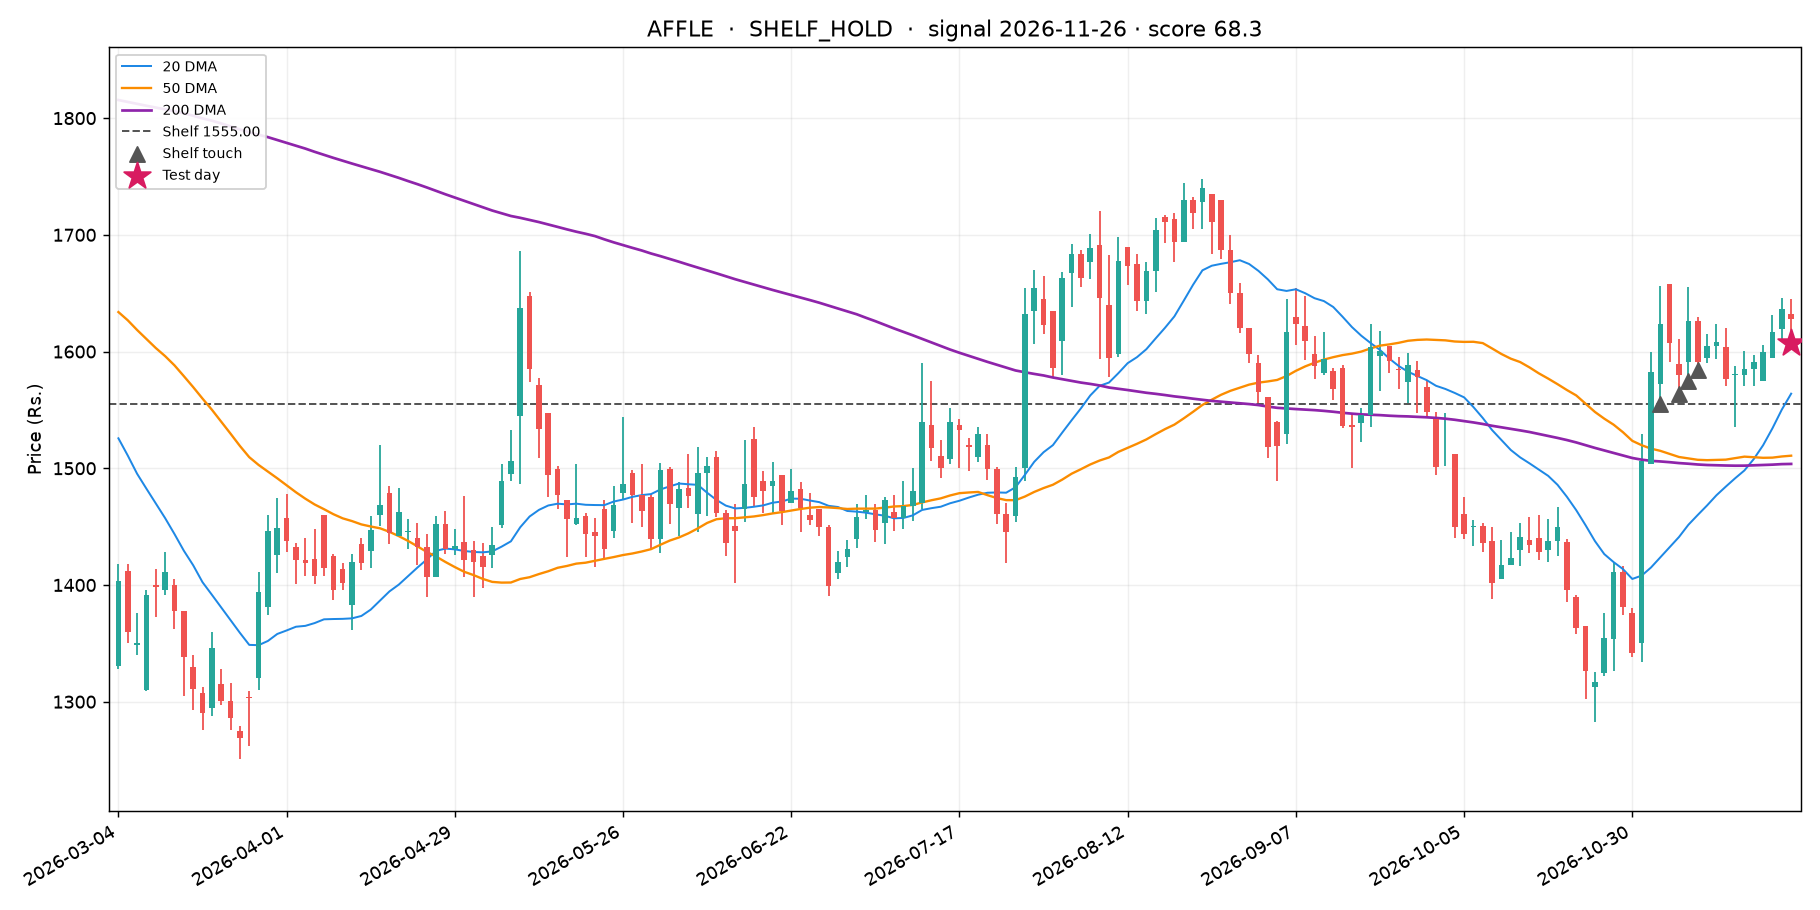 AFFLE · SHELF_HOLD · signal 2026-11-26 · score 68.3
20 DMA
50 DMA
200 DMA
Shelf 1555.00
Shelf touch
Test day
Price (Rs.)
1800
1700
1600
1500
1400
1300
2026-03-04
2026-04-01
2026-04-29
2026-05-26
2026-06-22
2026-07-17
2026-08-12
2026-09-07
2026-10-05
2026-10-30